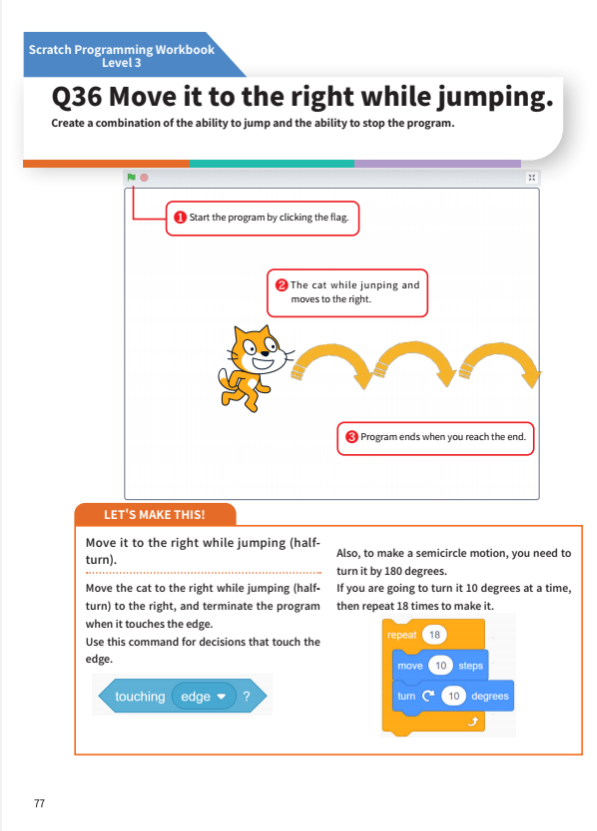 Scratch Programming Workbook
Level 3
Q36 Move it to the right while jumping.
Create a combination of the ability to jump and the ability to stop the program.
1 Start the program by clicking the flag.
2 The cat while junping and
moves to the right.
3 Program ends when you reach the end.
LET'S MAKE THIS!
Move it to the right while jumping (half-
turn).
Move the cat to the right while jumping (half-
turn) to the right, and terminate the program
when it touches the edge.
Use this command for decisions that touch the
edge.
touching edge ?
Also, to make a semicircle motion, you need to
turn it by 180 degrees.
If you are going to turn it 10 degrees at a time,
then repeat 18 times to make it.
repeat 18
move 10 steps
turn 10 degrees
77